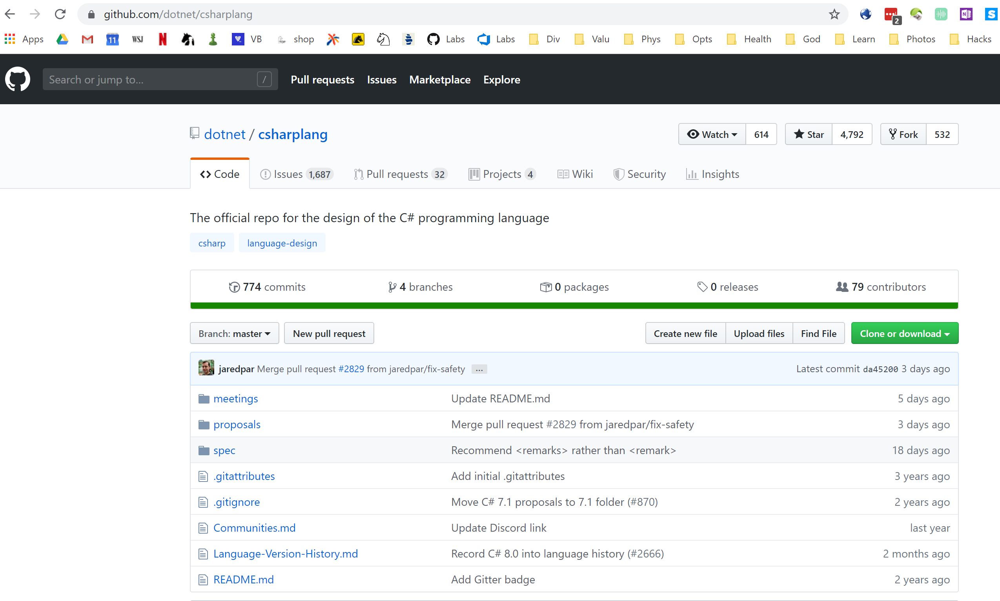 github.com/dotnet/csharplang
2
Apps 11 WSJ N VB TOP shop Labs Labs Div Valu Phys Opts Health God Learn Photos Hacks
Search or jump to... / Pull requests Issues Marketplace Explore
dotnet / csharplang Watch 614 Star 4,792 Fork 532
Code Issues 1,687 Pull requests 32 Projects 4 Wiki Security Insights
The official repo for the design of the C# programming language
csharp language-design
774 commits 4 branches 0 packages 0 releases 79 contributors
Branch: master New pull request Create new file Upload files Find File Clone or download
jaredpar Merge pull request #2829 from jaredpar/fix-safety ... Latest commit da45200 3 days ago
meetings Update README.md 5 days ago
proposals Merge pull request #2829 from jaredpar/fix-safety 3 days ago
spec Recommend <remarks> rather than <remark> 18 days ago
.gitattributes Add initial .gitattributes 3 years ago
.gitignore Move C# 7.1 proposals to 7.1 folder (#870) 2 years ago
Communities.md Update Discord link last year
Language-Version-History.md Record C# 8.0 into language history (#2666) 2 months ago
README.md Add Gitter badge 2 years ago